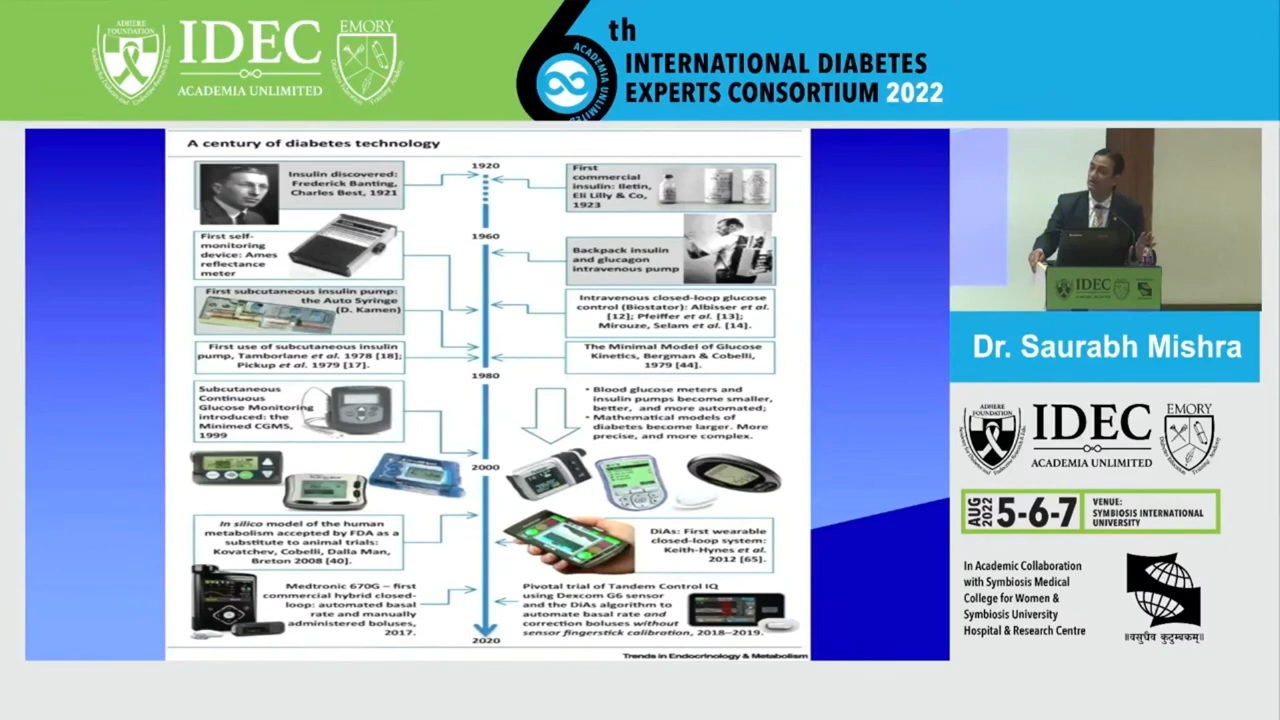 ADHERE
FOUNDATION
IDEC
ACADEMIA UNLIMITED
EMORY
6th
ACADEMIA UNLIMITED
INTERNATIONAL DIABETES
EXPERTS CONSORTIUM 2022
A century of diabetes technology
1920
Insulin discovered:
Frederick Banting,
Charles Best, 1921
First
commercial
insulin: Iletin,
Eli Lilly & Co,
1923
1960
First self-
monitoring
device: Ames
reflectance
meter
Backpack insulin
and glucagon
intravenous pump
First subcutaneous insulin pump:
the Auto Syringe
(D. Kamen)
Intravenous closed-loop glucose
control (Biostator): Albisser et al.
[12]; Pfeiffer et al. [13];
Mirouze, Selam et al. [14].
First use of subcutaneous insulin
pump, Tamborlane et al. 1978 [18];
Pickup et al. 1979 [17].
The Minimal Model of Glucose
Kinetics, Bergman & Cobelli,
1979 [44].
1980
Subcutaneous
Continuous
Glucose Monitoring
introduced: the
Minimed CGMS,
1999
• Blood glucose meters and
insulin pumps become smaller,
better, and more automated;
• Mathematical models of
diabetes become larger. More
precise, and more complex.
2000
In silico model of the human
metabolism accepted by FDA as a
substitute to animal trials:
Kovatchev, Cobelli, Dalla Man,
Breton 2008 [40].
DiAs: First wearable
closed-loop system:
Keith-Hynes et al.
2012 [65].
Medtronic 670G – first
commercial hybrid closed-
loop: automated basal
rate and manually
administered boluses,
2017.
Pivotal trial of Tandem Control IQ
using Dexcom G6 sensor
and the DiAs algorithm to
automate basal rate and
correction boluses without
sensor fingerstick calibration, 2018–2019.
2020
Trends in Endocrinology & Metabolism
IDEC
Dr. Saurabh Mishra
ADHERE
FOUNDATION
IDEC
ACADEMIA UNLIMITED
EMORY
AUG
2022
5-6-7
VENUE:
SYMBIOSIS INTERNATIONAL
UNIVERSITY
In Academic Collaboration
with Symbiosis Medical
College for Women &
Symbiosis University
Hospital & Research Centre
॥वसुधैव कुटुम्बकम्॥